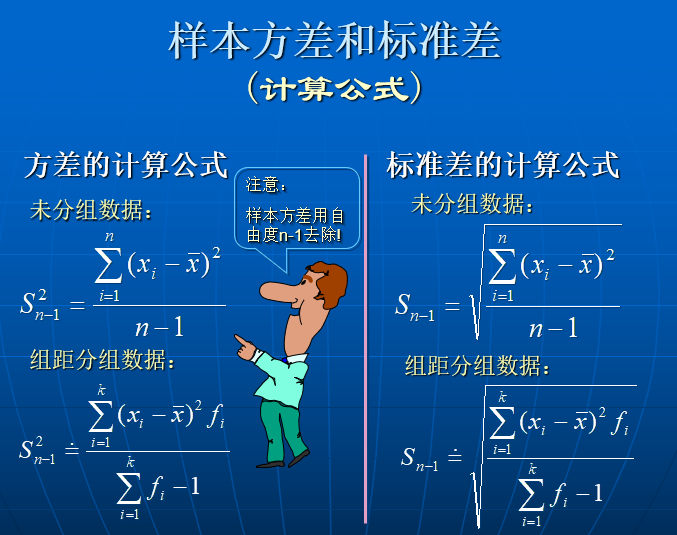 样本方差和标准差
(计算公式)
方差的计算公式
未分组数据:
$S_{n-1}^{2} = \frac{\sum_{i=1}^{n}(x_i - \bar{x})^2}{n-1}$
组距分组数据:
$S_{n-1}^{2} \doteq \frac{\sum_{i=1}^{k}(x_i - \bar{x})^2 f_i}{\sum_{i=1}^{k} f_i - 1}$
注意:
样本方差用自
由度n-1去除!
标准差的计算公式
未分组数据:
$S_{n-1} = \sqrt{\frac{\sum_{i=1}^{n}(x_i - \bar{x})^2}{n-1}}$
组距分组数据:
$S_{n-1} \doteq \sqrt{\frac{\sum_{i=1}^{k}(x_i - \bar{x})^2 f_i}{\sum_{i=1}^{k} f_i - 1}}$